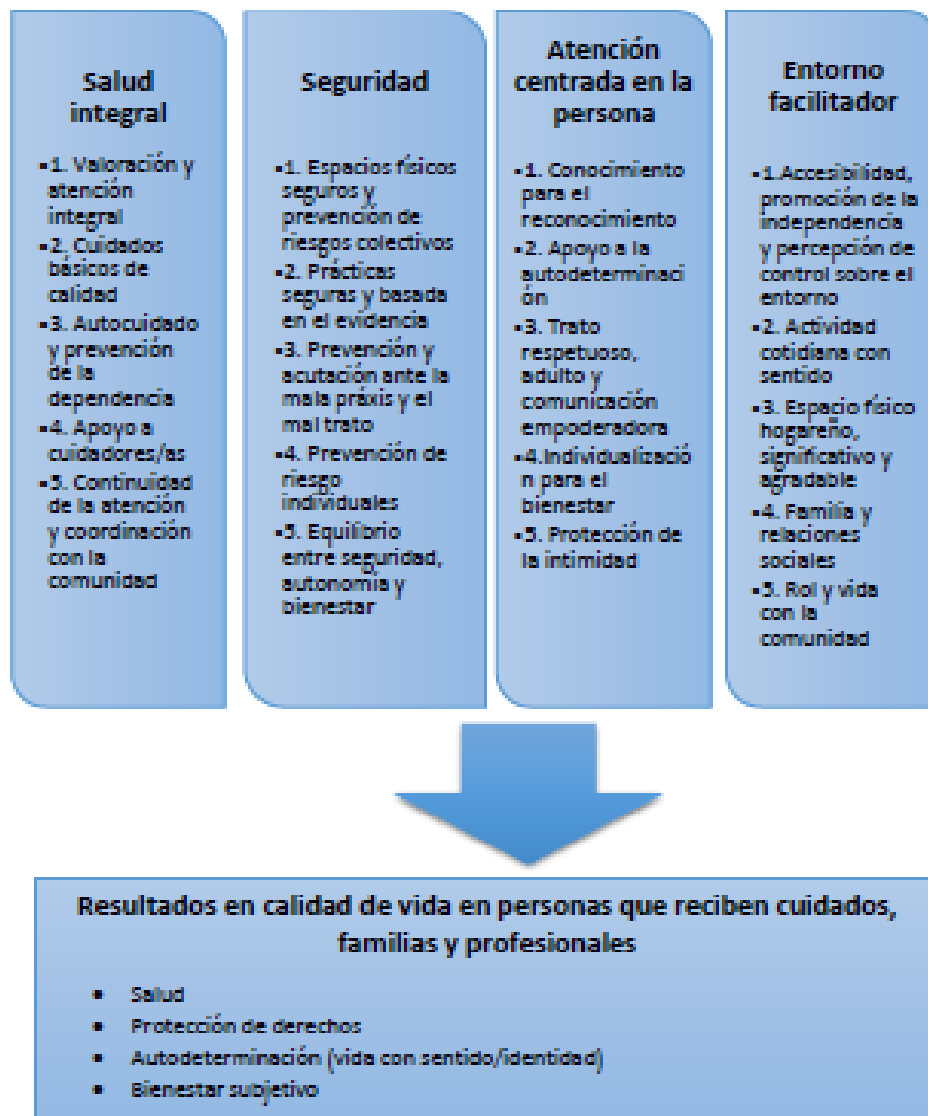 Salud
integral
▪1. Valoración y
atención
integral
▪2. Cuidados
básicos de
calidad
▪3. Autocuidado
y prevención
de la
dependencia
▪4. Apoyo a
cuidadores/as
▪5. Continuidad
de la atención
y coordinación
con la
comunidad
Seguridad
▪1. Espacios físicos
seguros y
prevención de
riesgos colectivos
▪2. Prácticas
seguras y basada
en el evidencia
▪3. Prevención y
acutación ante la
mala práxis y el
mal trato
▪4. Prevención de
riesgo
individuales
▪5. Equilibrio
entre seguridad,
autonomía y
bienestar
Atención
centrada en la
persona
▪1. Conocimiento
para el
reconocimiento
▪2. Apoyo a la
autodeterminaci
ón
▪3. Trato
respetuoso,
adulto y
comunicación
empoderadora
▪4.Individualizació
n para el
bienestar
▪5. Protección de
la intimidad
Entorno
facilitador
▪1.Accesibilidad,
promoción de la
independencia
y percepción de
control sobre el
entorno
▪2. Actividad
cotidiana con
sentido
▪3. Espacio físico
hogareño,
significativo y
agradable
▪4. Familia y
relaciones
sociales
▪5. Rol y vida
con la
comunidad
Resultados en calidad de vida en personas que reciben cuidados,
familias y profesionales
• Salud
• Protección de derechos
• Autodeterminación (vida con sentido/identidad)
• Bienestar subjetivo